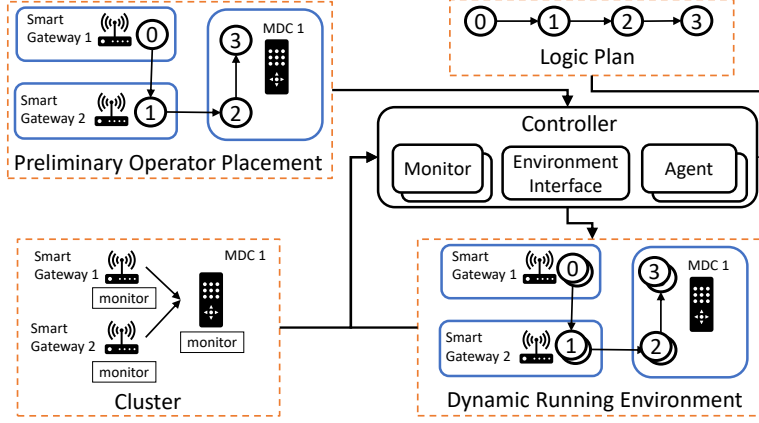 Smart
Gateway 1
0
3
MDC 1
Smart
Gateway 2
1
2
Preliminary Operator Placement
0
1
2
3
Logic Plan
Controller
Monitor
Environment
Interface
Agent
Smart
Gateway 1
monitor
MDC 1
Smart
Gateway 2
monitor
monitor
Cluster
Smart
Gateway 1
0
3
MDC 1
Smart
Gateway 2
1
2
Dynamic Running Environment